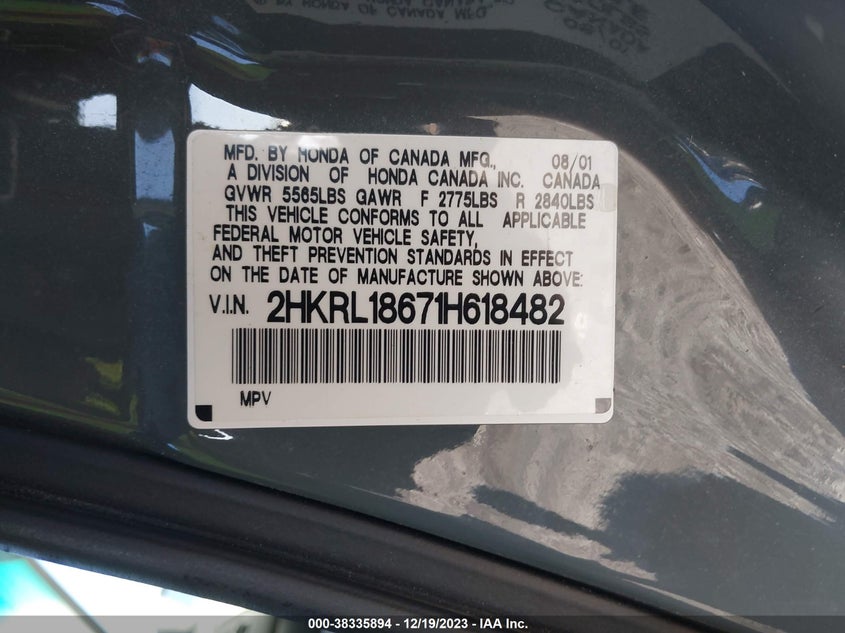 MFD. BY HONDA OF CANADA MFG., 08/01
A DIVISION OF HONDA CANADA INC. CANADA
GVWR 5565LBS GAWR F 2775LBS R 2840LBS
THIS VEHICLE CONFORMS TO ALL APPLICABLE
FEDERAL MOTOR VEHICLE SAFETY,
AND THEFT PREVENTION STANDARDS IN EFFECT
ON THE DATE OF MANUFACTURE SHOWN ABOVE:
V.I.N. 2HKRL18671H618482
MPV
000-38335894 - 12/19/2023 - IAA Inc.